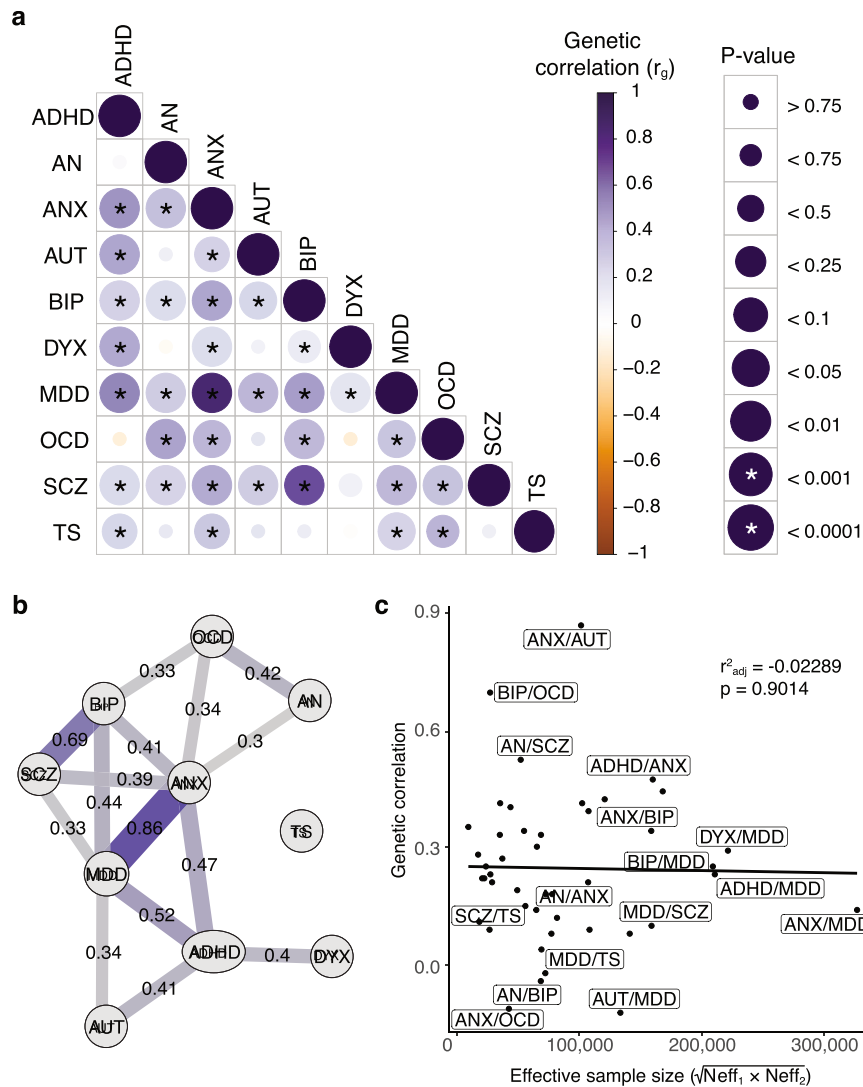 a
ADHD
AN
ANX
AUT
BIP
DYX
MDD
OCD
SCZ
TS
ADHD
AN
ANX
AUT
BIP
DYX
MDD
OCD
SCZ
TS
* *
* *
* * * *
* * *
* * * * * *
* * * *
* * * * * * *
* * * *
Genetic
correlation (rg)
1
0.8
0.6
0.4
0.2
0
−0.2
−0.4
−0.6
−0.8
−1
P-value
> 0.75
< 0.75
< 0.5
< 0.25
< 0.1
< 0.05
< 0.01
* < 0.001
* < 0.0001
b
OCD
0.33
0.42
BIP
0.34
AN
0.69
0.41
0.3
SCZ
0.39
ANX
0.44
0.33
0.86
TS
MDD
0.47
0.52
0.34
ADHD
0.4
DYX
0.41
AUT
c
0.9
0.6
0.3
0.0
Genetic correlation
ANX/AUT
r²adj = -0.02289
p = 0.9014
BIP/OCD
AN/SCZ
ADHD/ANX
ANX/BIP
DYX/MDD
BIP/MDD
ADHD/MDD
AN/ANX
SCZ/TS
MDD/SCZ
ANX/MDD
MDD/TS
AN/BIP
AUT/MDD
ANX/OCD
0
100,000
200,000
300,000
Effective sample size (√Neff₁ × Neff₂)